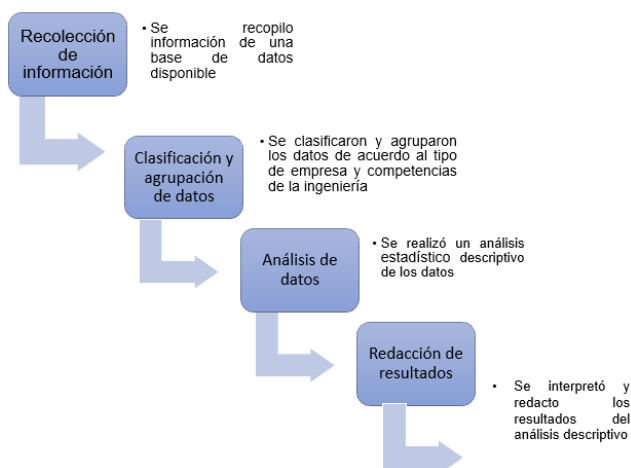 Recolección
de
información
• Se recopilo
información de una
base de datos
disponible
Clasificación y
agrupación
de datos
• Se clasificaron y agruparon
los datos de acuerdo al tipo
de empresa y competencias
de la ingeniería
Análisis de
datos
• Se realizó un análisis
estadístico descriptivo
de los datos
Redacción de
resultados
• Se interpretó y
redacto los
resultados del
análisis descriptivo